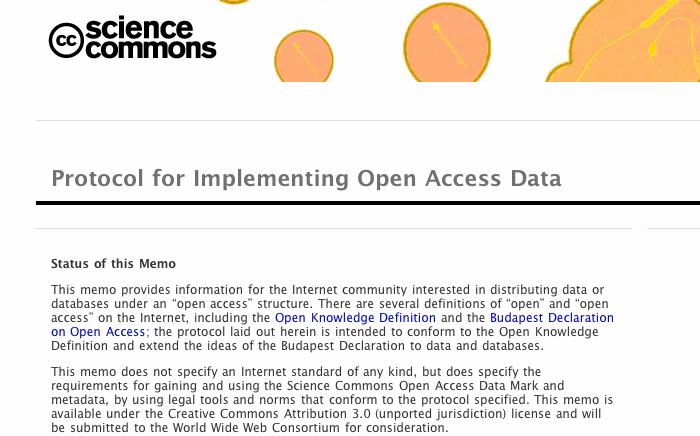 cc science
commons
Protocol for Implementing Open Access Data
Status of this Memo
This memo provides information for the Internet community interested in distributing data or
databases under an “open access” structure. There are several definitions of “open” and “open
access” on the Internet, including the Open Knowledge Definition and the Budapest Declaration
on Open Access; the protocol laid out herein is intended to conform to the Open Knowledge
Definition and extend the ideas of the Budapest Declaration to data and databases.
This memo does not specify an Internet standard of any kind, but does specify the
requirements for gaining and using the Science Commons Open Access Data Mark and
metadata, by using legal tools and norms that conform to the protocol specified. This memo is
available under the Creative Commons Attribution 3.0 (unported jurisdiction) license and will
be submitted to the World Wide Web Consortium for consideration.